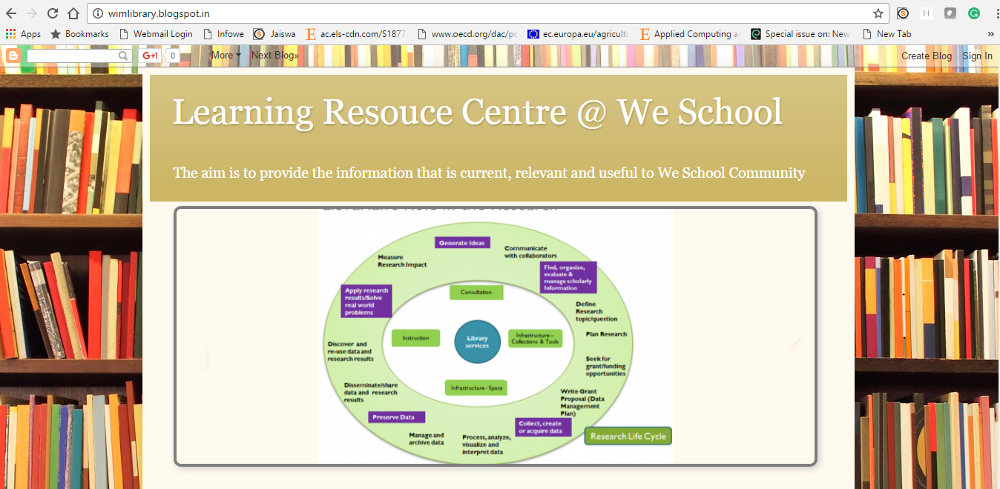 wimlibrary.blogspot.in
Apps Bookmarks Webmail Login Infowe Jaiswa ac.els-cdn.com/S1877 www.oecd.org/dac/pc ec.europa.eu/agricultu Applied Computing a Special issue on: New New Tab »
G+1 0 More Next Blog» Create Blog Sign In
Learning Resouce Centre @ We School
The aim is to provide the information that is current, relevant and useful to We School Community
Generate Ideas
Communicate
with collaborators
Find, organize,
evaluate &
manage scholarly
Information
Define
Research
topic/question
Plan Research
Seek for
grant/funding
opportunities
Write Grant
Proposal (Data
Management
Plan)
Collect, create
or acquire data
Process, analyze,
visualize and
interpret data
Manage and
archive data
Preserve Data
Disseminate/share
data and research
results
Discover and
re-use data and
research results
Apply research
results/Solve
real world
problems
Measure
Research Impact
Consultation
Instruction
Library
services
Infrastructure –
Collections & Tools
Infrastructure - Space
Research Life Cycle